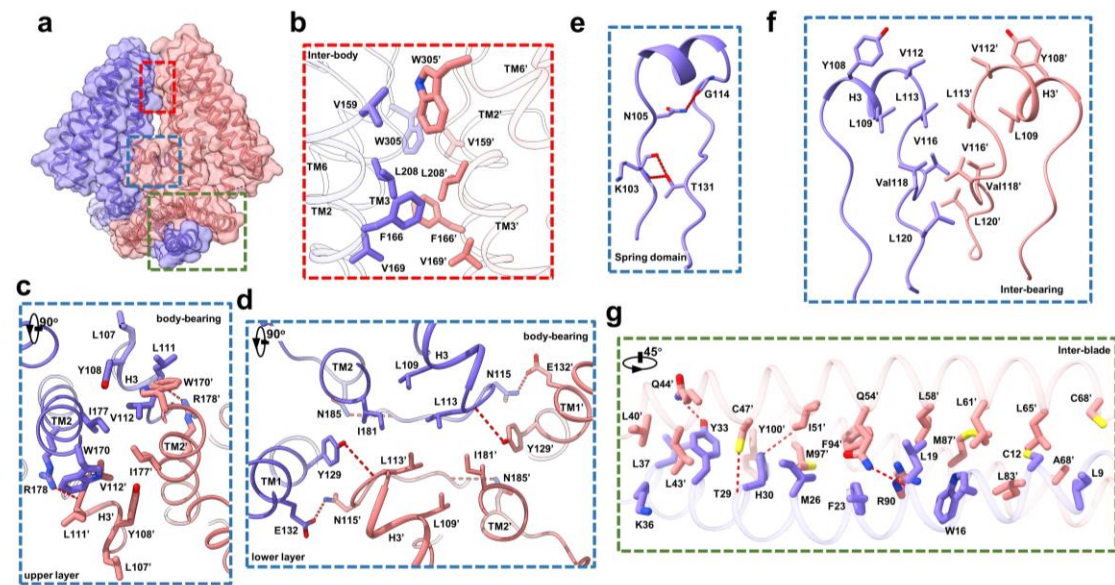 a
b
Inter-body
W305'
TM6'
V159
TM2'
W305
V159'
TM6
L208
L208'
TM3
TM2
TM3'
F166
F166'
V169
V169'
e
G114
N105
K103
T131
Spring domain
f
Y108
V112
V112'
Y108'
H3
L113
L113'
H3'
L109
L109
V116
V116'
Val118
Val118'
L120'
L120
Inter-bearing
c
90°
body-bearing
L107
L111
Y108
H3
W170'
R178'
I177
V112
TM2
TM2'
W170
I177'
R178
V112'
H3'
L111'
Y108'
L107'
upper layer
d
90°
body-bearing
H3
L109
N115
E132'
TM2
L113
TM1'
N185
I181
Y129'
Y129
L113'
I181'
TM1
N185'
E132
N115'
L109'
TM2'
H3'
lower layer
g
45°
Inter-blade
Q44'
C47'
Q54'
L58'
L61'
L65'
C68'
L40'
Y33
Y100'
I51'
F94'
M87'
L37
M97'
L19
C12
L43'
A68'
T29
H30
M26
F23
R90
L83'
L9
K36
W16